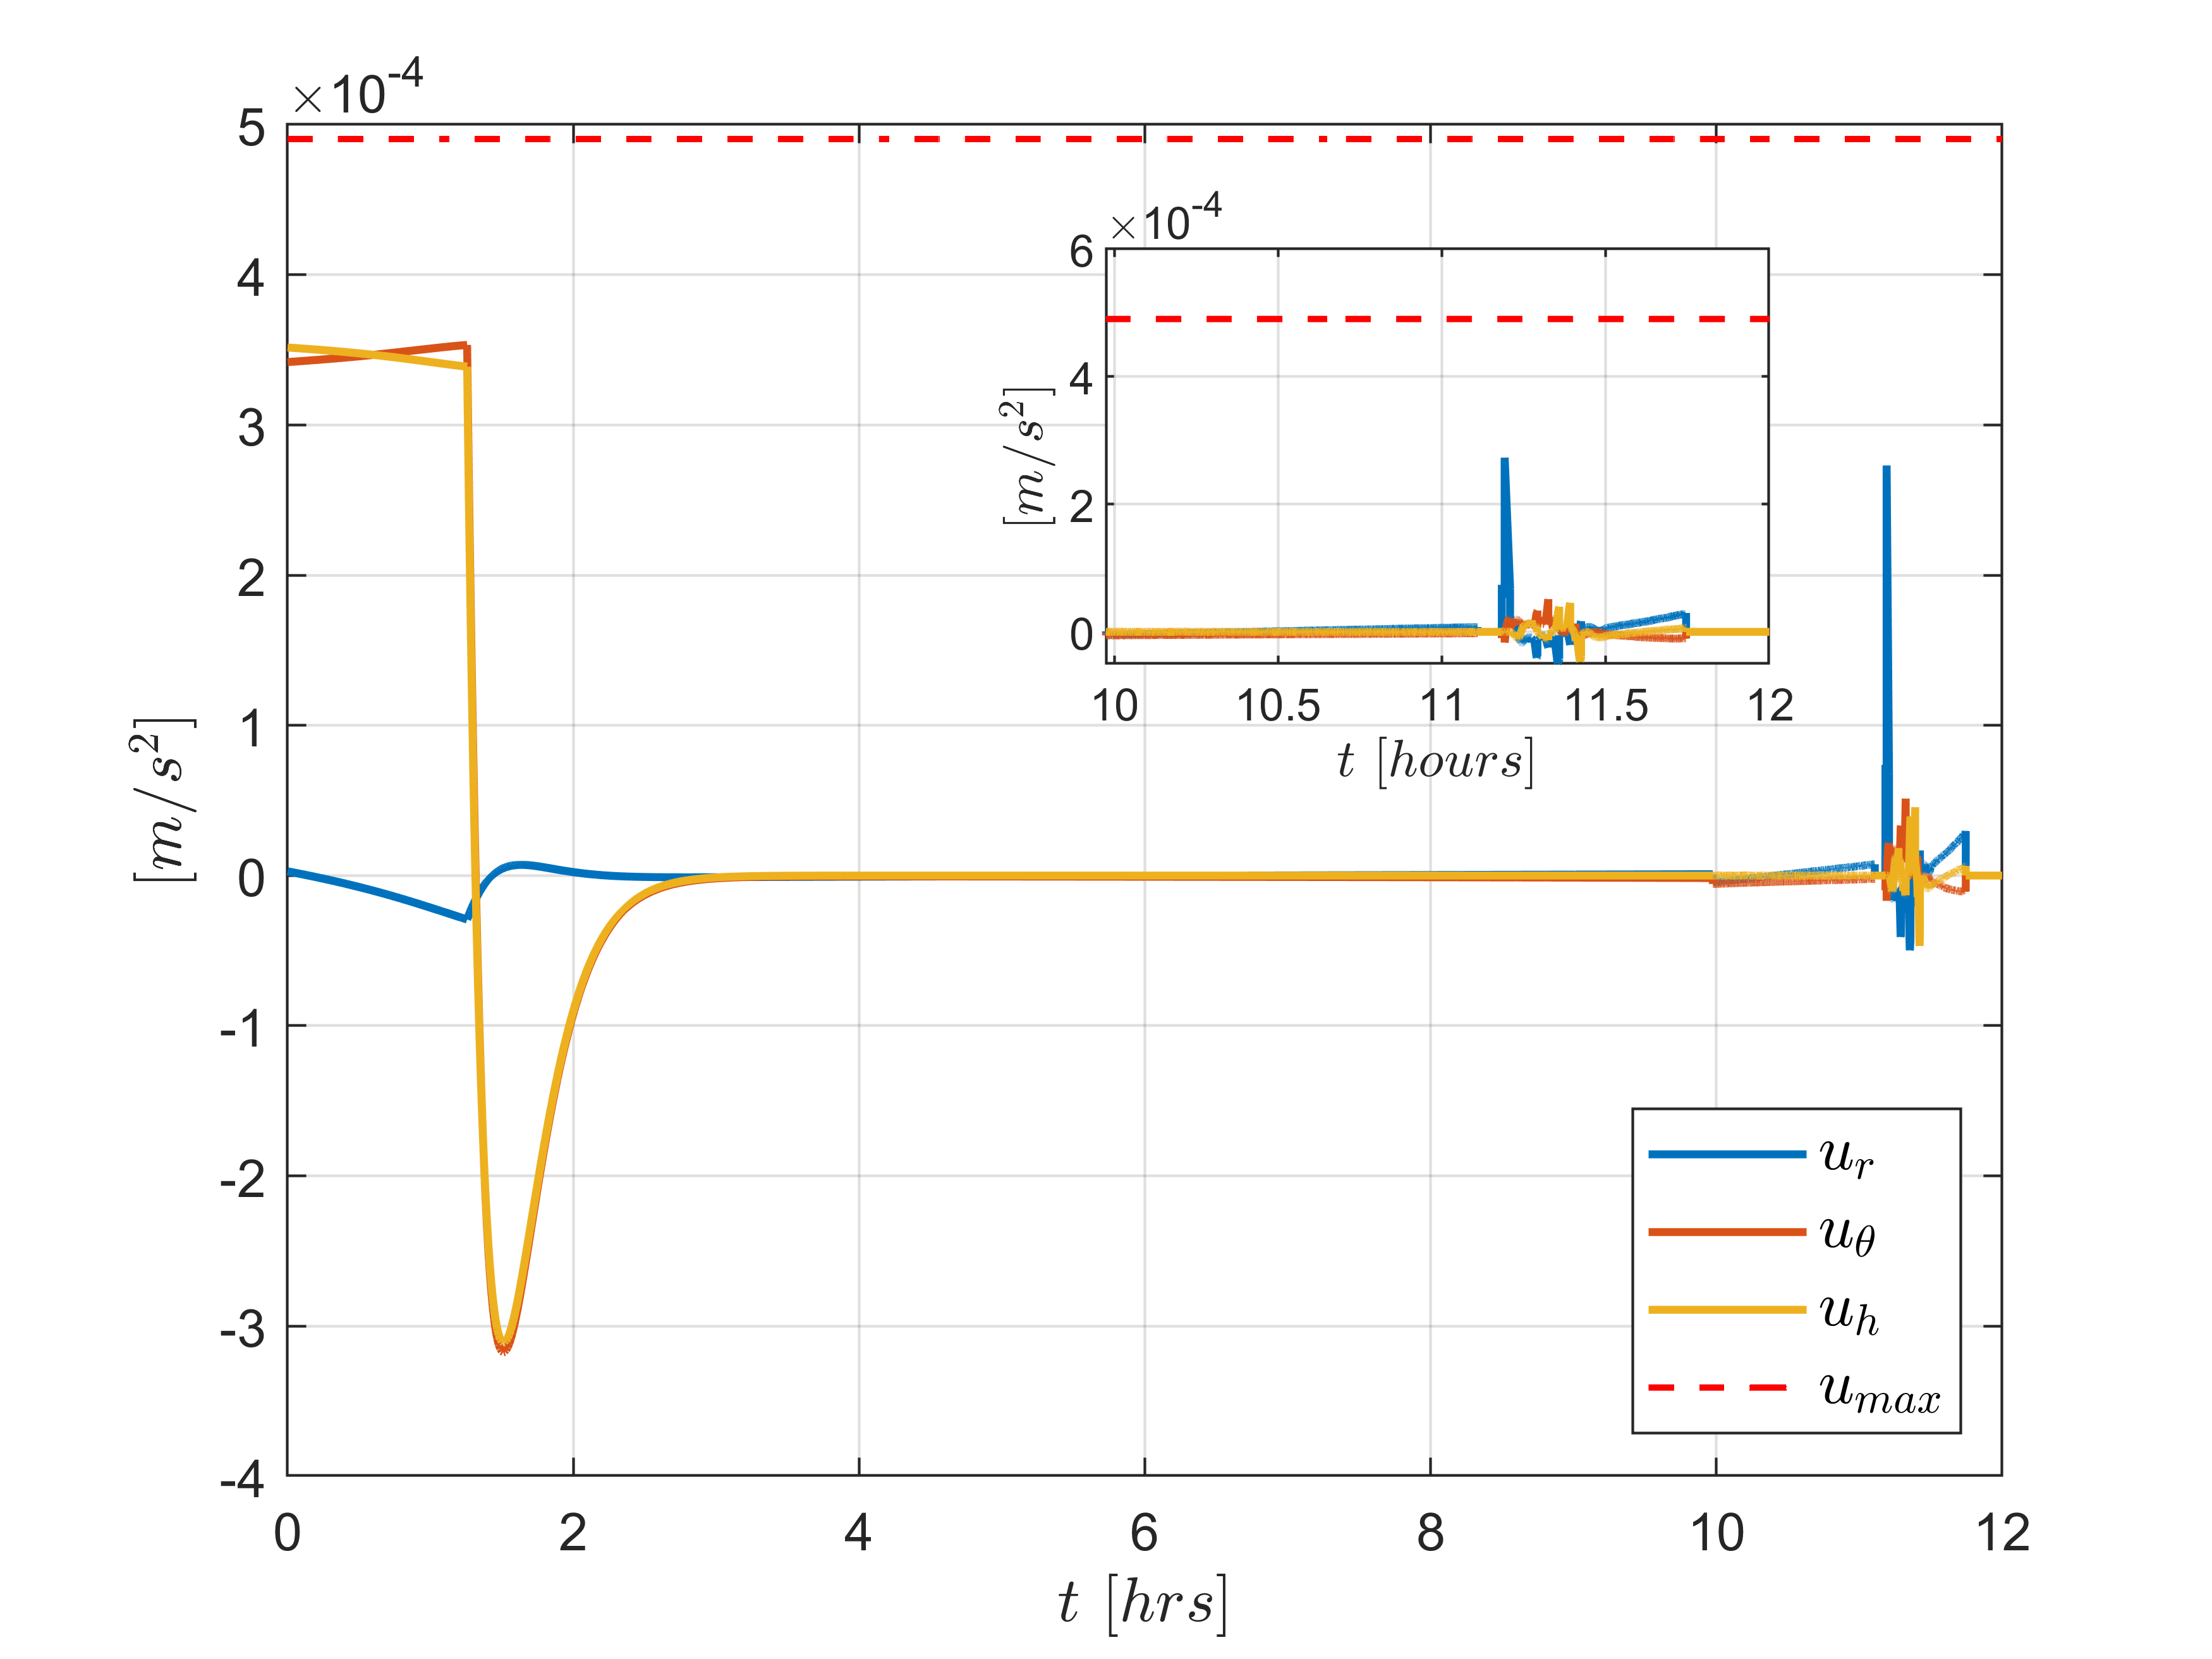 ×10⁻⁴
5
4
3
2
1
0
-1
-2
-3
-4
[m/s²]
0 2 4 6 8 10 12
t [hrs]
×10⁻⁴
6
4
2
0
[m/s²]
10 10.5 11 11.5 12
t [hours]
u_r
u_θ
u_h
u_max